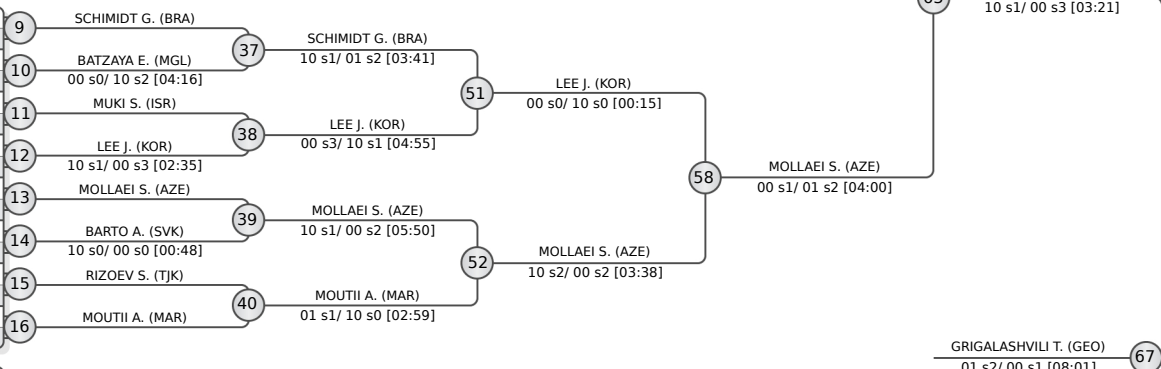 9
SCHIMIDT G. (BRA)
10
BATZAYA E. (MGL)
00 s0/ 10 s2 [04:16]
37
SCHIMIDT G. (BRA)
10 s1/ 01 s2 [03:41]
11
MUKI S. (ISR)
12
LEE J. (KOR)
10 s1/ 00 s3 [02:35]
38
LEE J. (KOR)
00 s3/ 10 s1 [04:55]
51
LEE J. (KOR)
00 s0/ 10 s0 [00:15]
13
MOLLAEI S. (AZE)
14
BARTO A. (SVK)
10 s0/ 00 s0 [00:48]
39
MOLLAEI S. (AZE)
10 s1/ 00 s2 [05:50]
15
RIZOEV S. (TJK)
16
MOUTII A. (MAR)
40
MOUTII A. (MAR)
01 s1/ 10 s0 [02:59]
52
MOLLAEI S. (AZE)
10 s2/ 00 s2 [03:38]
58
MOLLAEI S. (AZE)
00 s1/ 01 s2 [04:00]
10 s1/ 00 s3 [03:21]
GRIGALASHVILI T. (GEO)
01 s2/ 00 s1 [08:01]
67